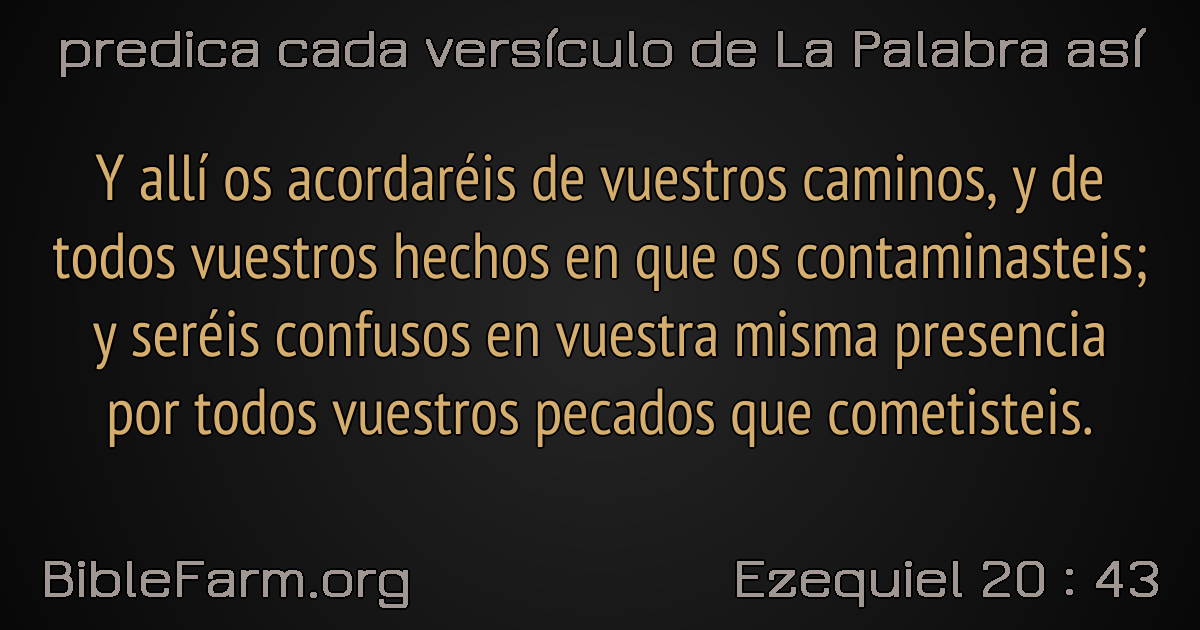 predica cada versículo de La Palabra así
Y allí os acordaréis de vuestros caminos, y de
todos vuestros hechos en que os contaminasteis;
y seréis confusos en vuestra misma presencia
por todos vuestros pecados que cometisteis.
BibleFarm.org
Ezequiel 20 : 43